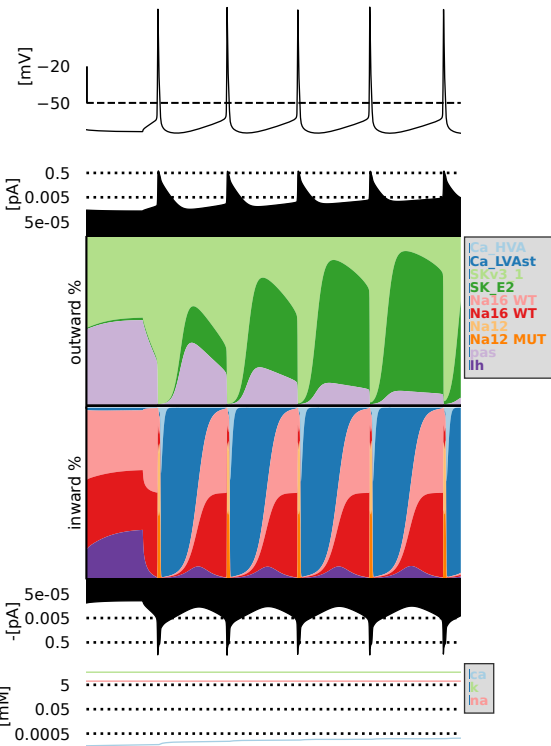 [mV]
−20
−50
[pA]
0.5
0.005
5e-05
outward %
Ca_HVA
Ca_LVAst
SKv3_1
SK_E2
Na16 WT
Na16 WT
Na12
Na12 MUT
pas
Ih
inward %
-[pA]
5e-05
0.005
0.5
[mM]
5
0.05
0.0005
ca
k
na